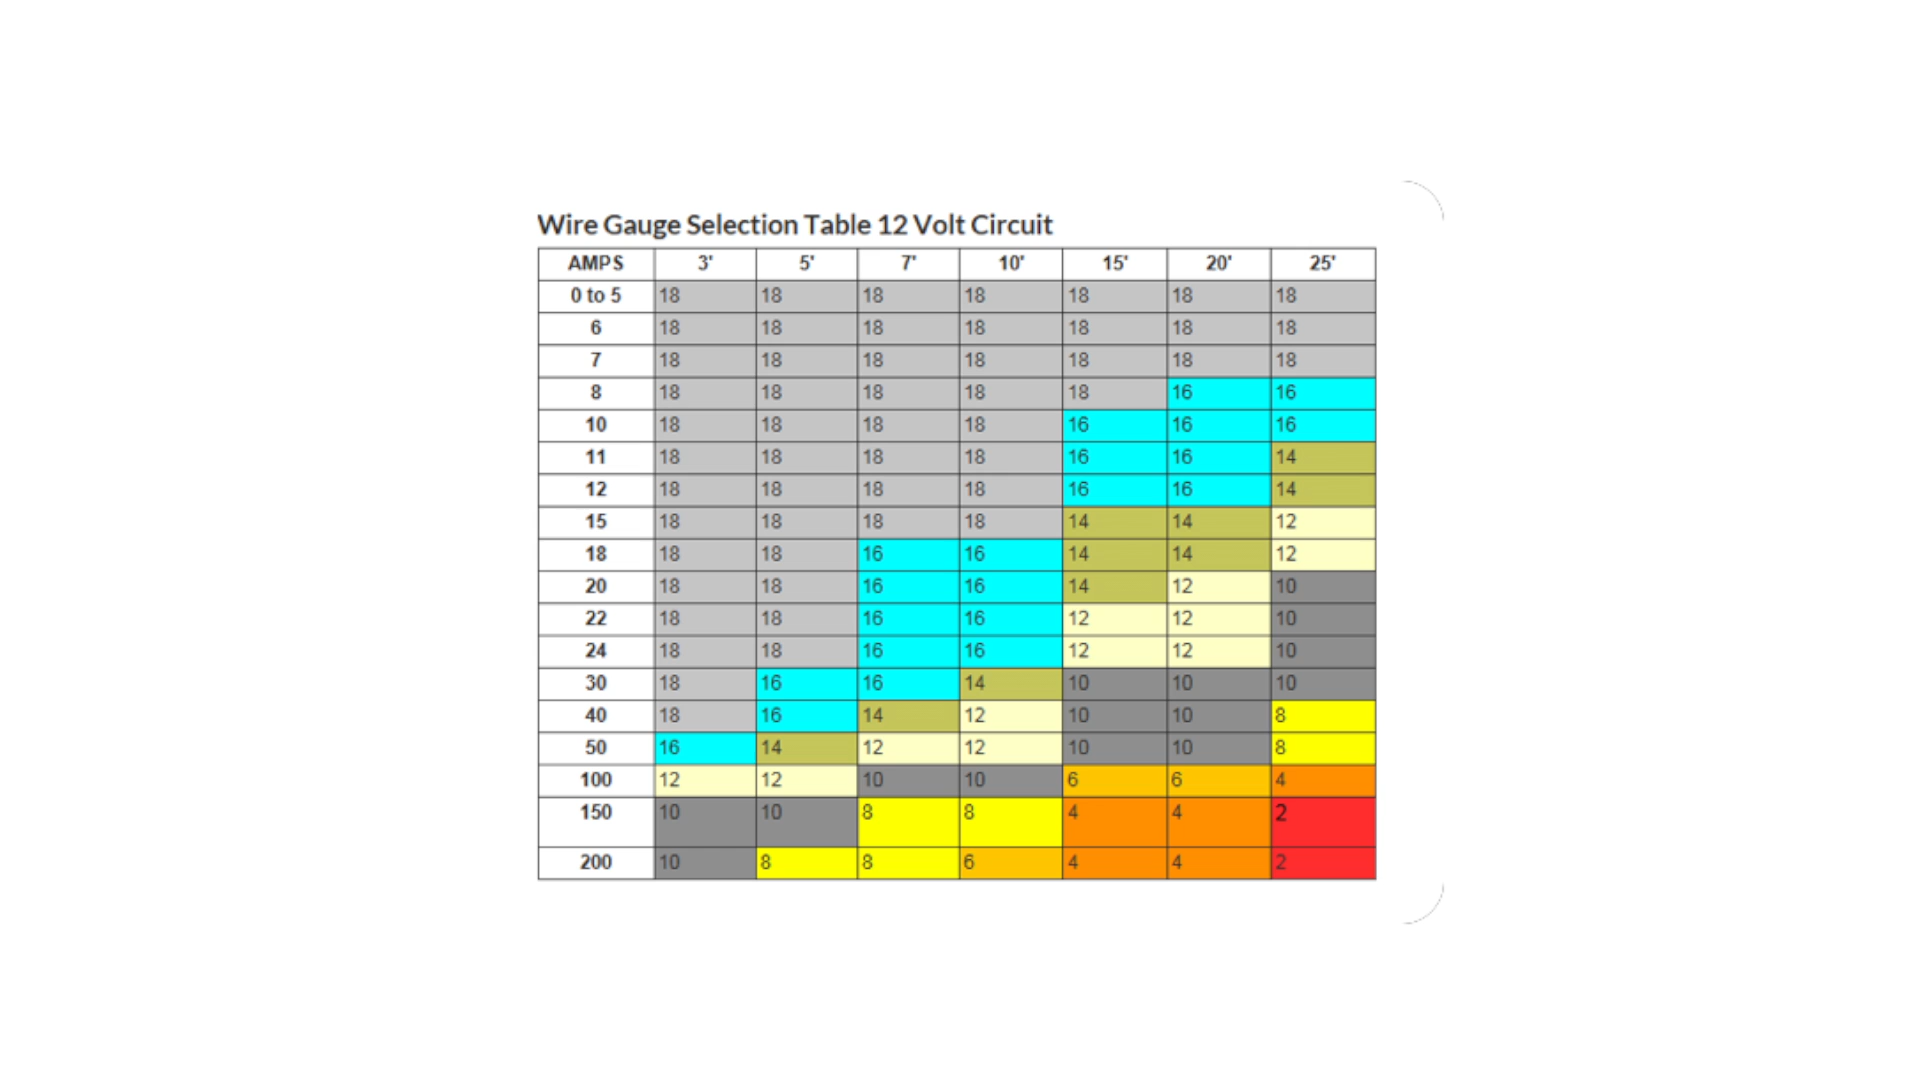 Wire Gauge Selection Table 12 Volt Circuit
AMPS 3' 5' 7' 10' 15' 20' 25'
0 to 5 18 18 18 18 18 18 18
6 18 18 18 18 18 18 18
7 18 18 18 18 18 18 18
8 18 18 18 18 18 16 16
10 18 18 18 18 16 16 16
11 18 18 18 18 16 16 14
12 18 18 18 18 16 16 14
15 18 18 18 18 14 14 12
18 18 18 16 16 14 14 12
20 18 18 16 16 14 12 10
22 18 18 16 16 12 12 10
24 18 18 16 16 12 12 10
30 18 16 16 14 10 10 10
40 18 16 14 12 10 10 8
50 16 14 12 12 10 10 8
100 12 12 10 10 6 6 4
150 10 10 8 8 4 4 2
200 10 8 8 6 4 4 2